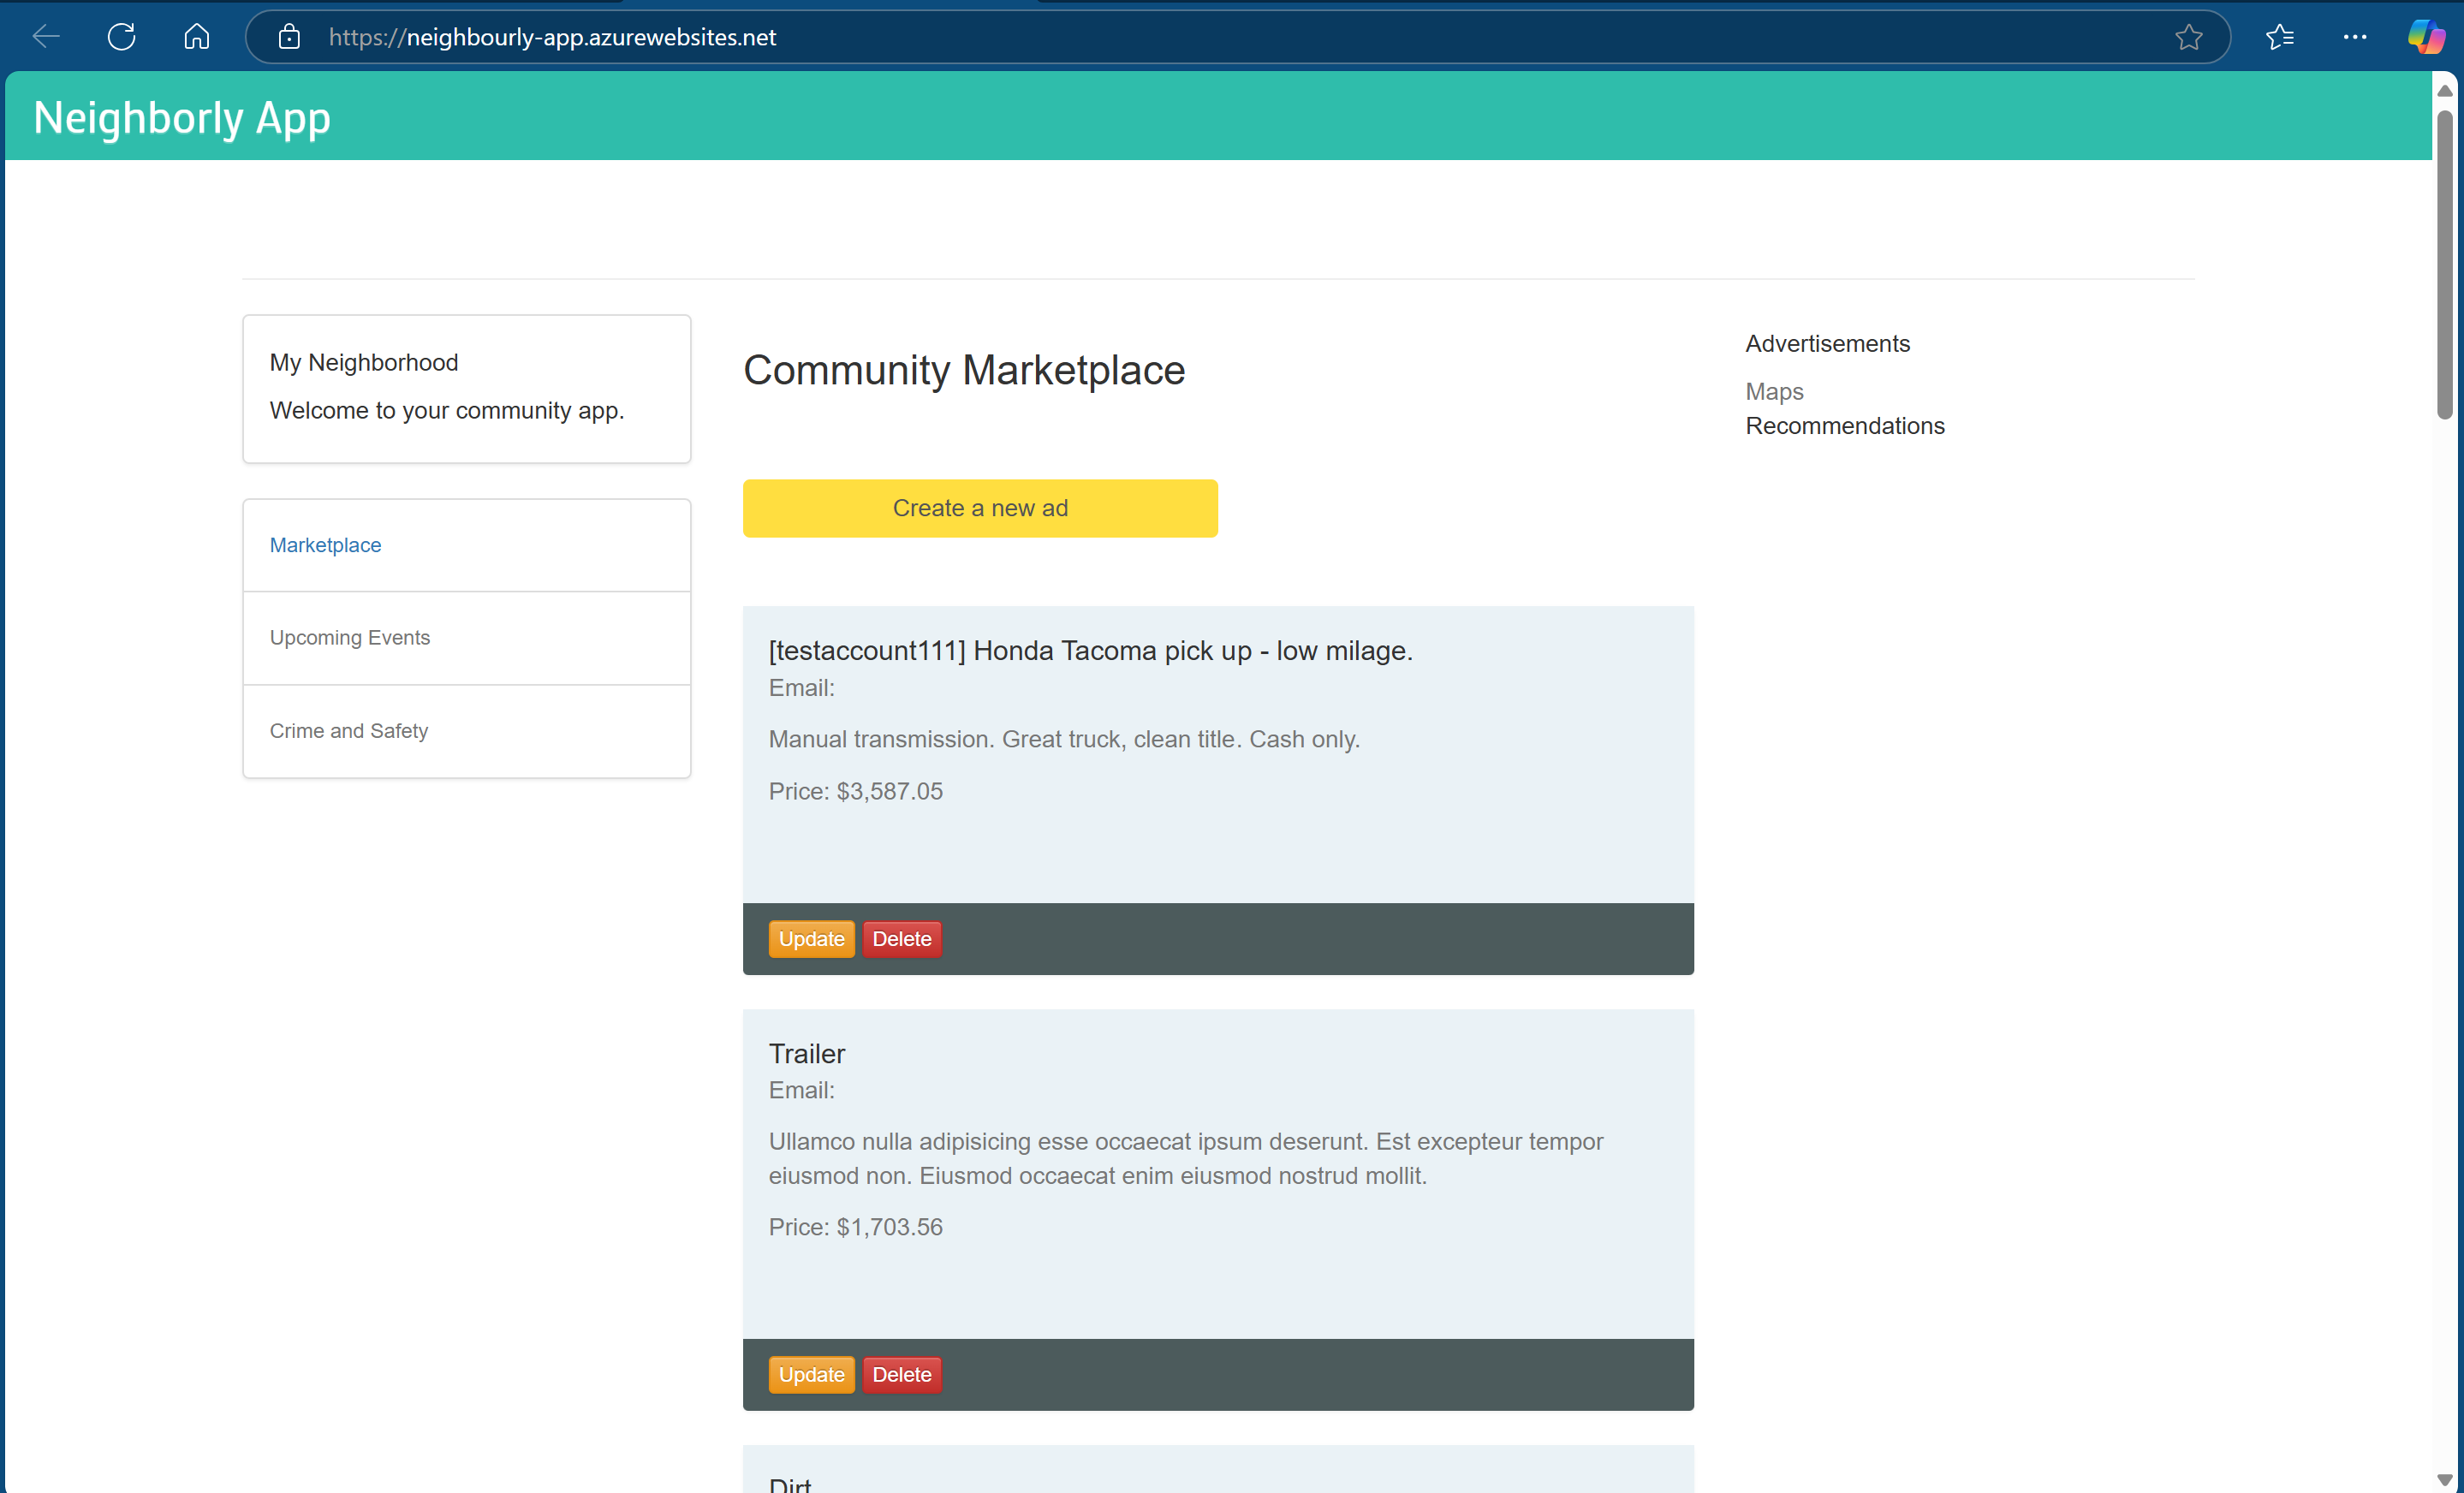 https://neighbourly-app.azurewebsites.net
Neighborly App
My Neighborhood
Welcome to your community app.
Marketplace
Upcoming Events
Crime and Safety
Community Marketplace
Create a new ad
[testaccount111] Honda Tacoma pick up - low milage.
Email:
Manual transmission. Great truck, clean title. Cash only.
Price: $3,587.05
Update Delete
Trailer
Email:
Ullamco nulla adipisicing esse occaecat ipsum deserunt. Est excepteur tempor
eiusmod non. Eiusmod occaecat enim eiusmod nostrud mollit.
Price: $1,703.56
Update Delete
Dirt
Advertisements
Maps
Recommendations